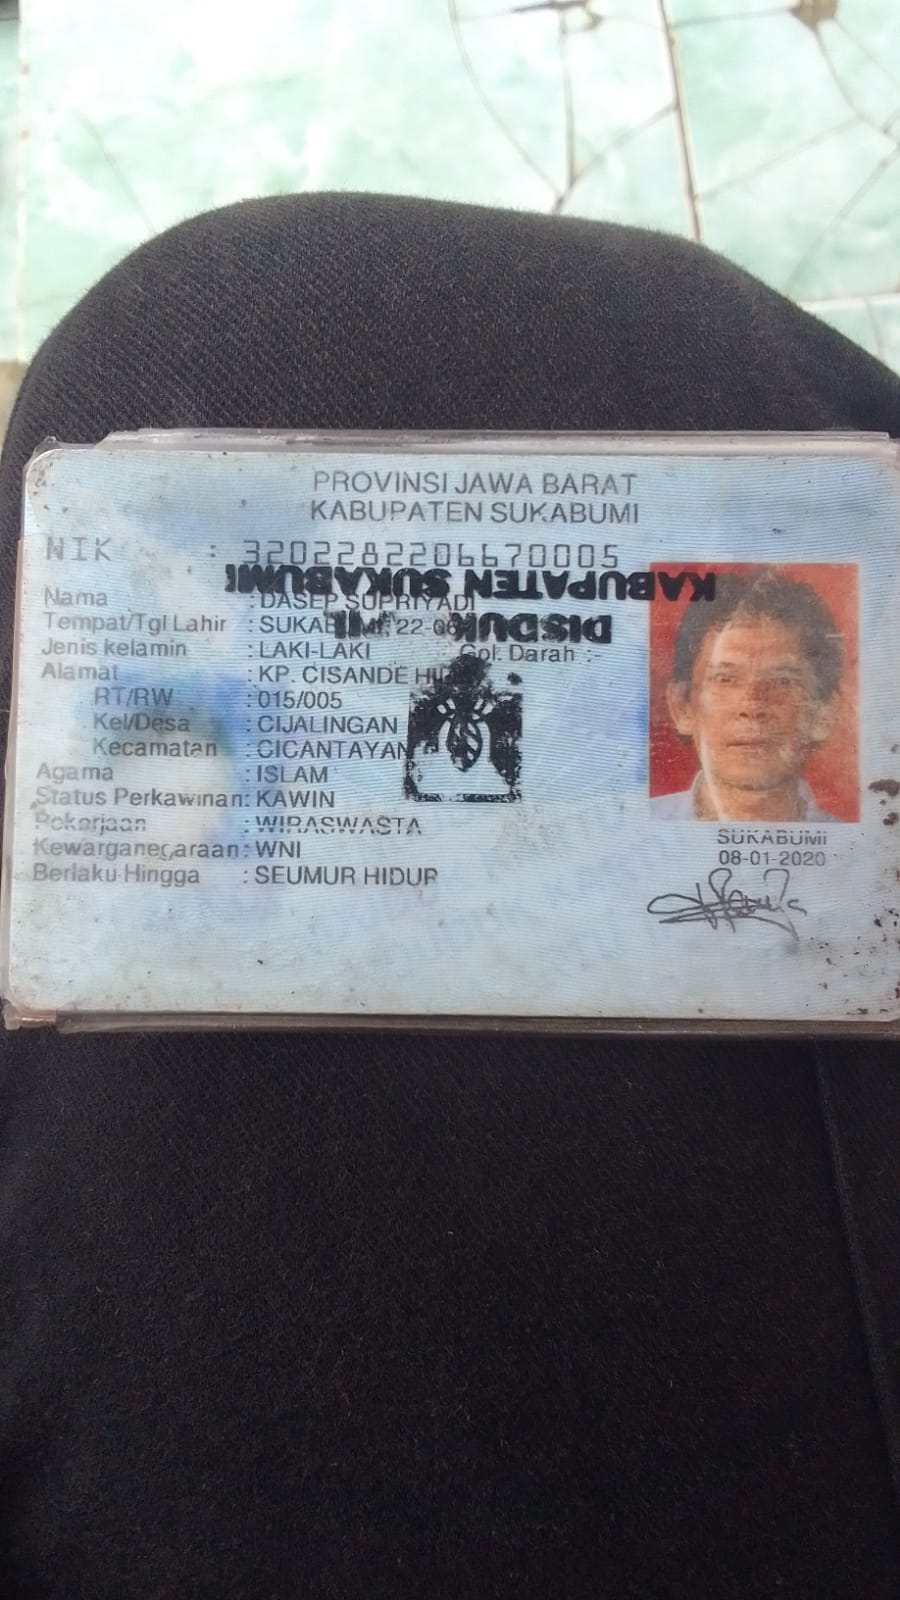 PROVINSI JAWA BARAT
KABUPATEN SUKABUMI
NIK : 3202282206670005
KABUPATEN SUKABUMI
Nama : DASEP SUPRIYADI
Tempat/Tgl Lahir : SUKABUMI, 22-06
DISDUK
Jenis kelamin : LAKI-LAKI Gol. Darah : -
Alamat : KP. CISANDE
RT/RW : 015/005
Kel/Desa : CIJALINGAN
Kecamatan : CICANTAYAN
Agama : ISLAM
Status Perkawinan: KAWIN
Pekerjaan : WIRASWASTA
Kewarganegaraan: WNI
Berlaku Hingga : SEUMUR HIDUP
SUKABUMI
08-01-2020